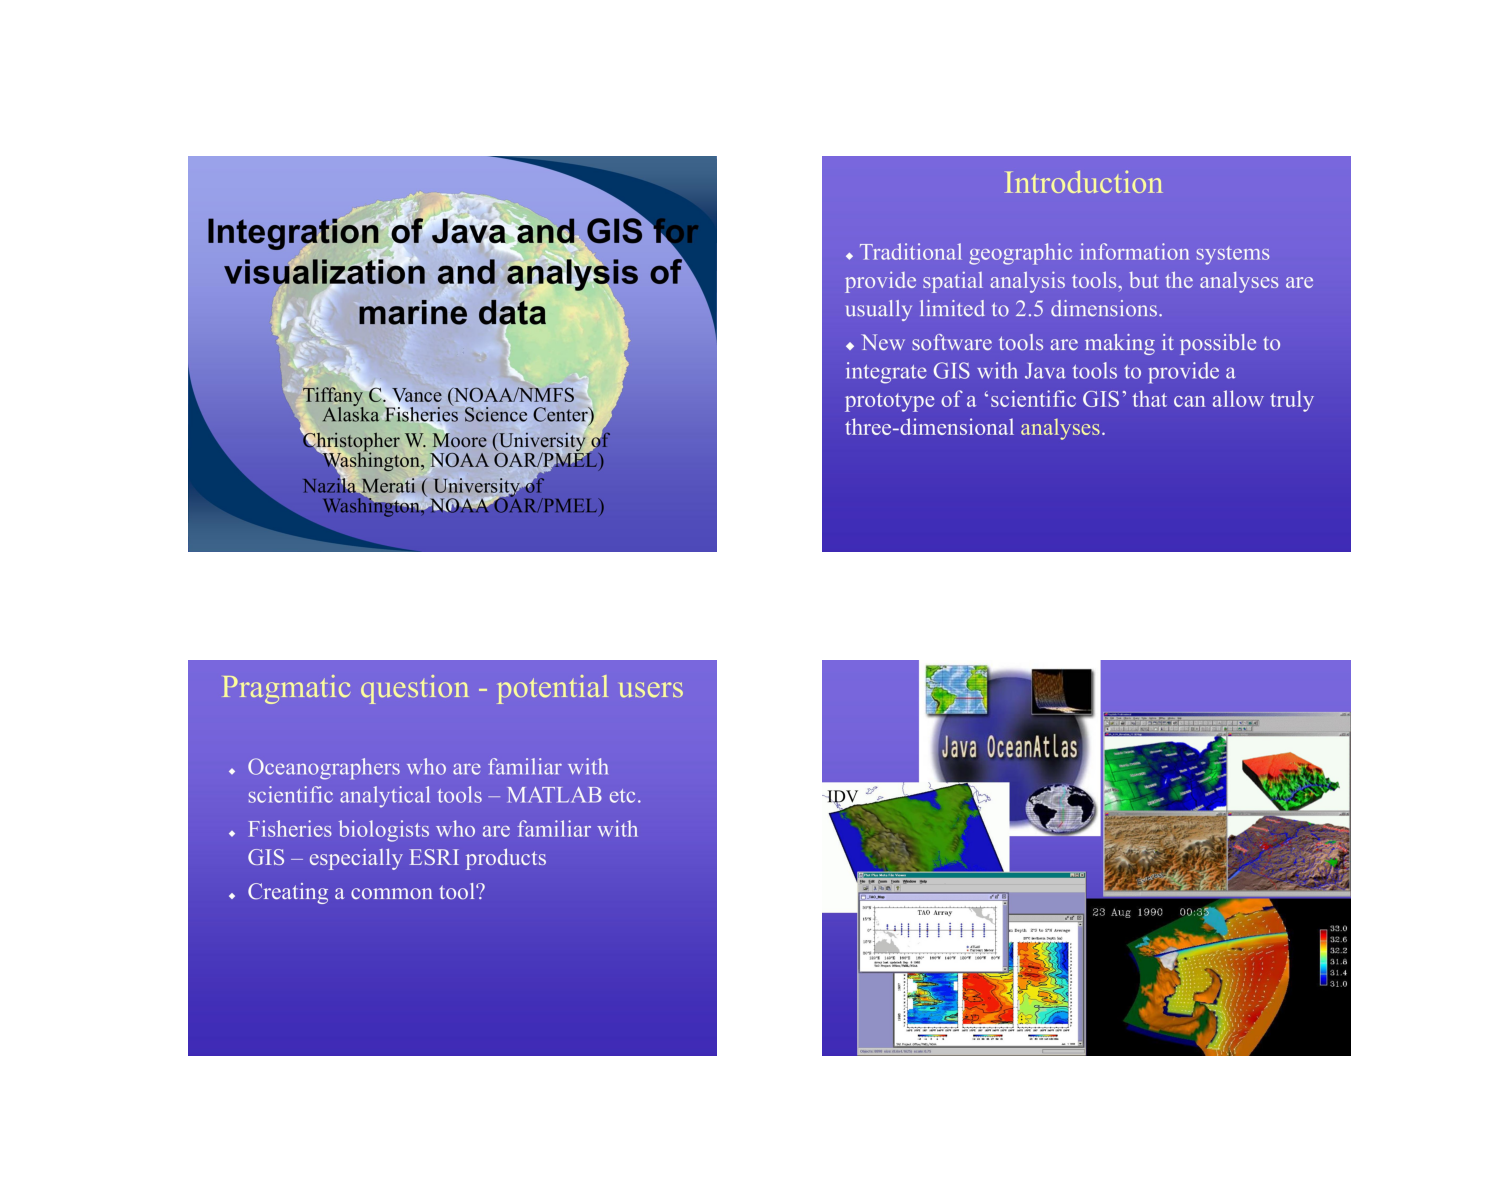 Integration of Java and GIS for
visualization and analysis of
marine data
Tiffany C. Vance (NOAA/NMFS
Alaska Fisheries Science Center)
Christopher W. Moore (University of
Washington, NOAA OAR/PMEL)
Nazila Merati ( University of
Washington, NOAA OAR/PMEL)
Introduction
Traditional geographic information systems
provide spatial analysis tools, but the analyses are
usually limited to 2.5 dimensions.
New software tools are making it possible to
integrate GIS with Java tools to provide a
prototype of a ‘scientific GIS’ that can allow truly
three-dimensional analyses.
Pragmatic question - potential users
Oceanographers who are familiar with
scientific analytical tools – MATLAB etc.
Fisheries biologists who are familiar with
GIS – especially ESRI products
Creating a common tool?
Java OceanAtlas
IDV
TAO Array
23 Aug 1990 00:35
33.0
32.6
32.2
31.8
31.4
31.0